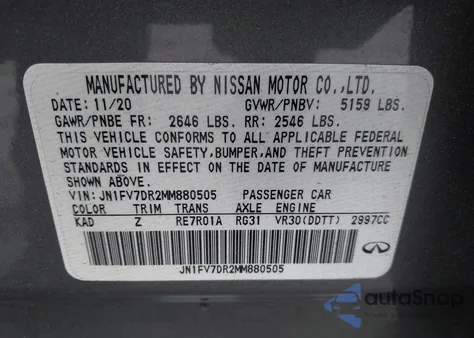 MANUFACTURED BY NISSAN MOTOR CO.,LTD.
DATE: 11/20 GVWR/PNBV: 5159 LBS.
GAWR/PNBE FR: 2646 LBS. RR: 2546 LBS.
THIS VEHICLE CONFORMS TO ALL APPLICABLE FEDERAL
MOTOR VEHICLE SAFETY, BUMPER, AND THEFT PREVENTION
STANDARDS IN EFFECT ON THE DATE OF MANUFACTURE
SHOWN ABOVE.
VIN: JN1FV7DR2MM880505 PASSENGER CAR
COLOR TRIM TRANS AXLE ENGINE
KAD Z RE7R01A RG31 VR30(DDTT) 2997CC
JN1FV7DR2MM880505
autoSnap